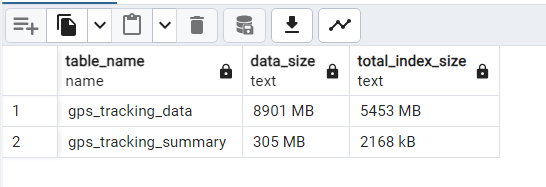 table_name data_size total_index_size
name text text
1 gps_tracking_data 8901 MB 5453 MB
2 gps_tracking_summary 305 MB 2168 kB